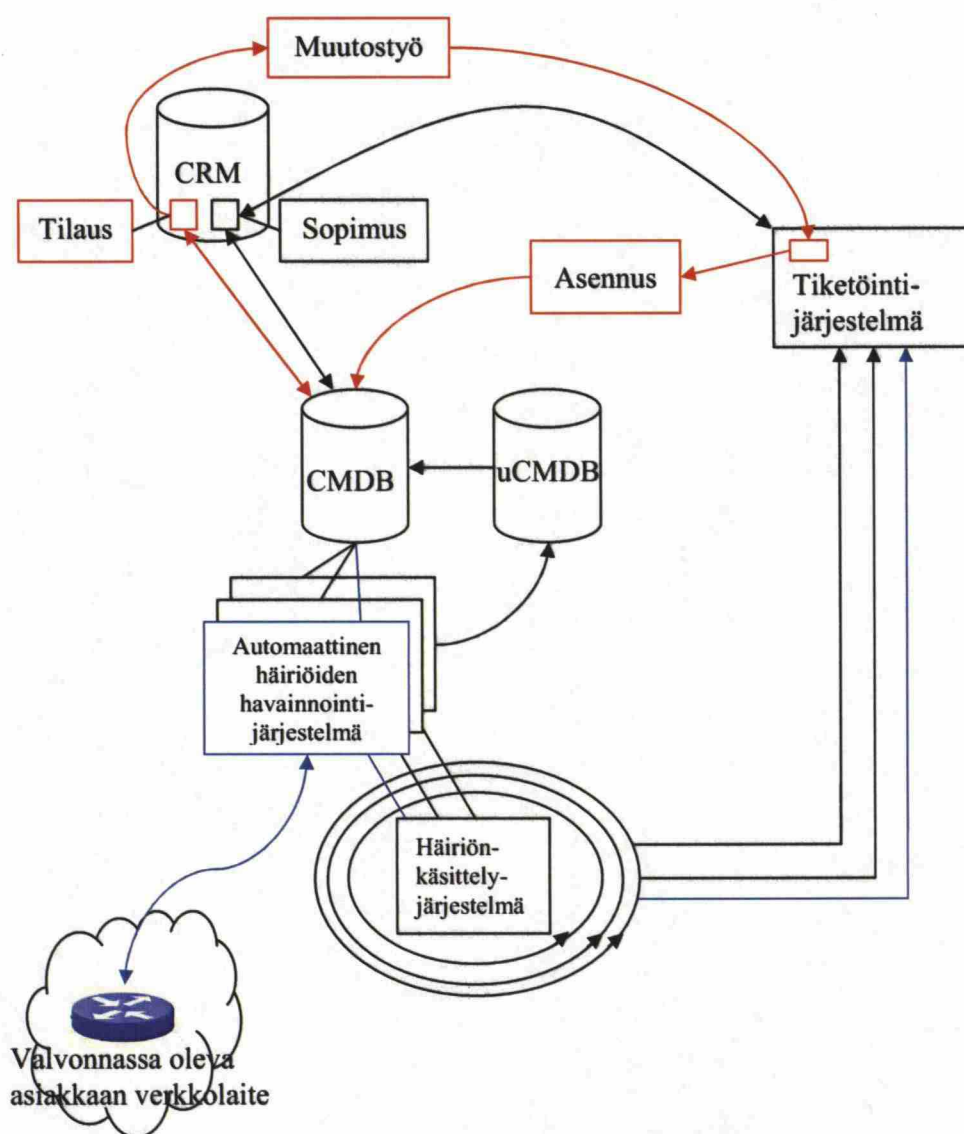 Muutostyö
CRM
Tilaus
Sopimus
Asennus
Tiketöinti-
järjestelmä
CMDB
uCMDB
Automaattinen
häiriöiden
havainnointi-
järjestelmä
Häiriön-
käsittely-
järjestelmä
Valvonnassa oleva
asiakkaan verkkolaite